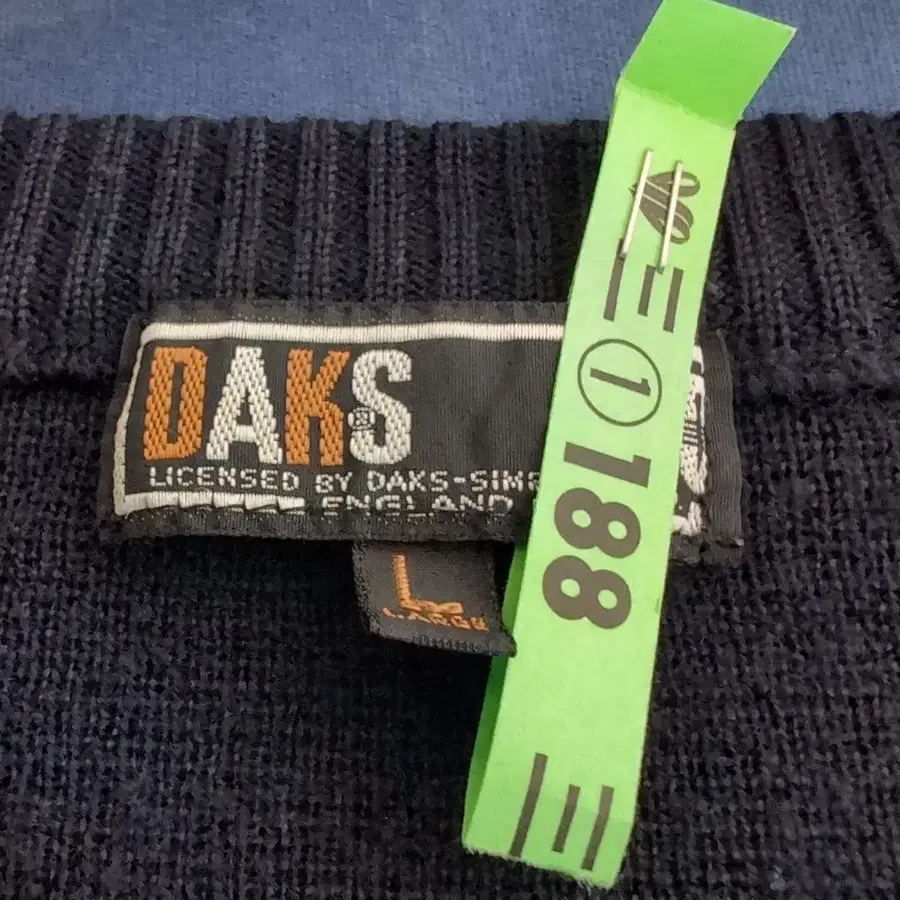 DAKS
LICENSED BY DAKS-SIM
ENGLAND
L
LARGE
① 188